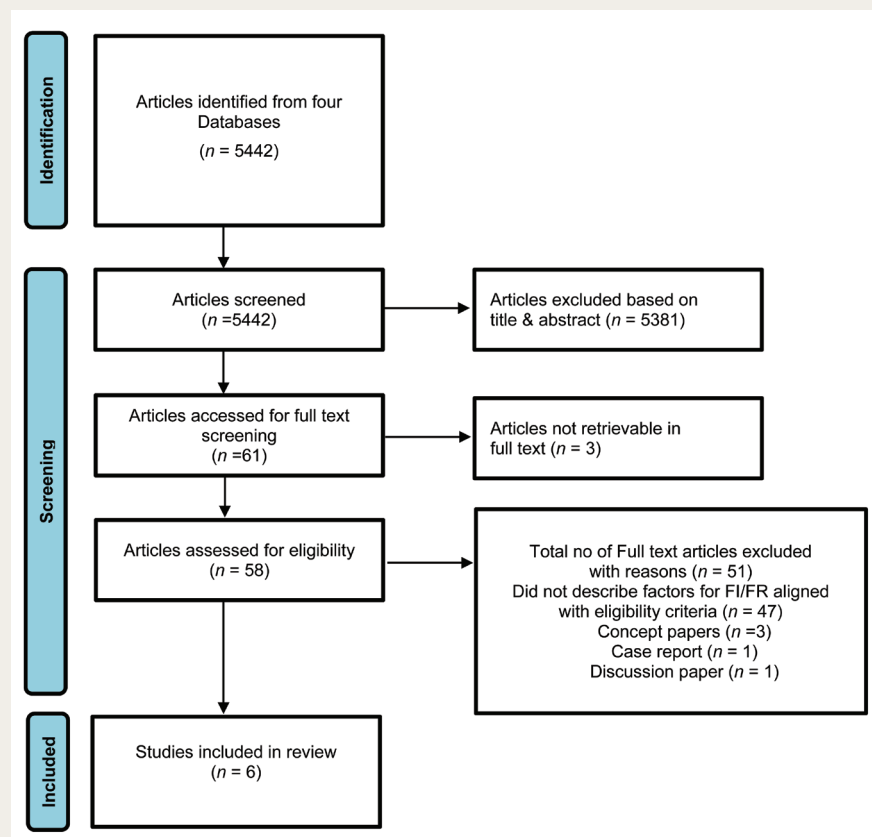 Identification
Articles identified from four
Databases
(n = 5442)
Screening
Articles screened
(n =5442)
Articles excluded based on
title & abstract (n = 5381)
Articles accessed for full text
screening
(n =61)
Articles not retrievable in
full text (n = 3)
Articles assessed for eligibility
(n = 58)
Total no of Full text articles excluded
with reasons (n = 51)
Did not describe factors for FI/FR aligned
with eligibility criteria (n = 47)
Concept papers (n =3)
Case report (n = 1)
Discussion paper (n = 1)
Included
Studies included in review
(n = 6)